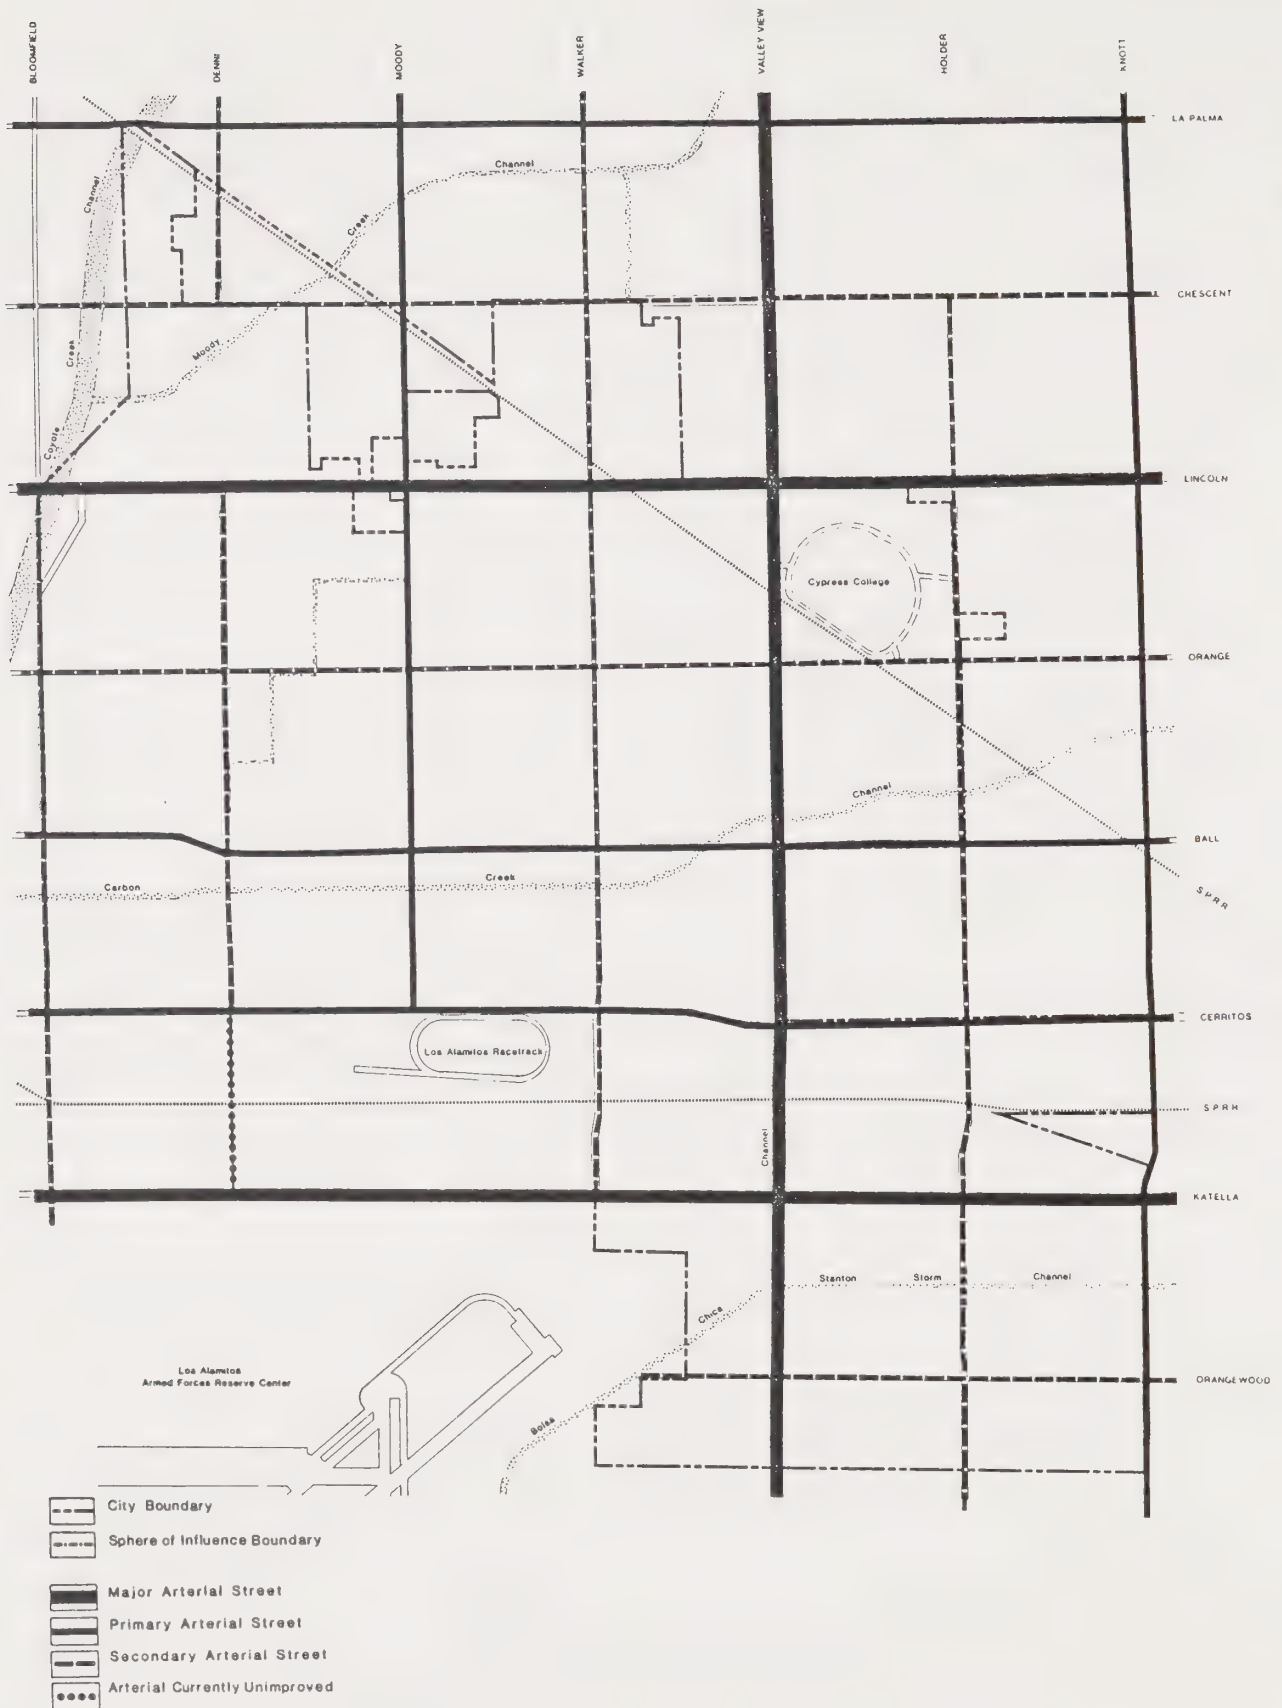 BLOOMFIELD
DENNI
MOODY
WALKER
VALLEY VIEW
HOLDER
KNOTT
LA PALMA
Channel
Channel
Creek
CRESCENT
Moody
Creek
Coyote
LINCOLN
Cypress College
ORANGE
Channel
BALL
Creek
Carbon
S.P.R.R
CERRITOS
Los Alamitos Racetrack
S.P.R.R
Channel
KATELLA
Stanton Storm Channel
Chica
Los Alamitos
Armed Forces Reserve Center
ORANGEWOOD
Bolsa
City Boundary
Sphere of Influence Boundary
Major Arterial Street
Primary Arterial Street
Secondary Arterial Street
Arterial Currently Unimproved